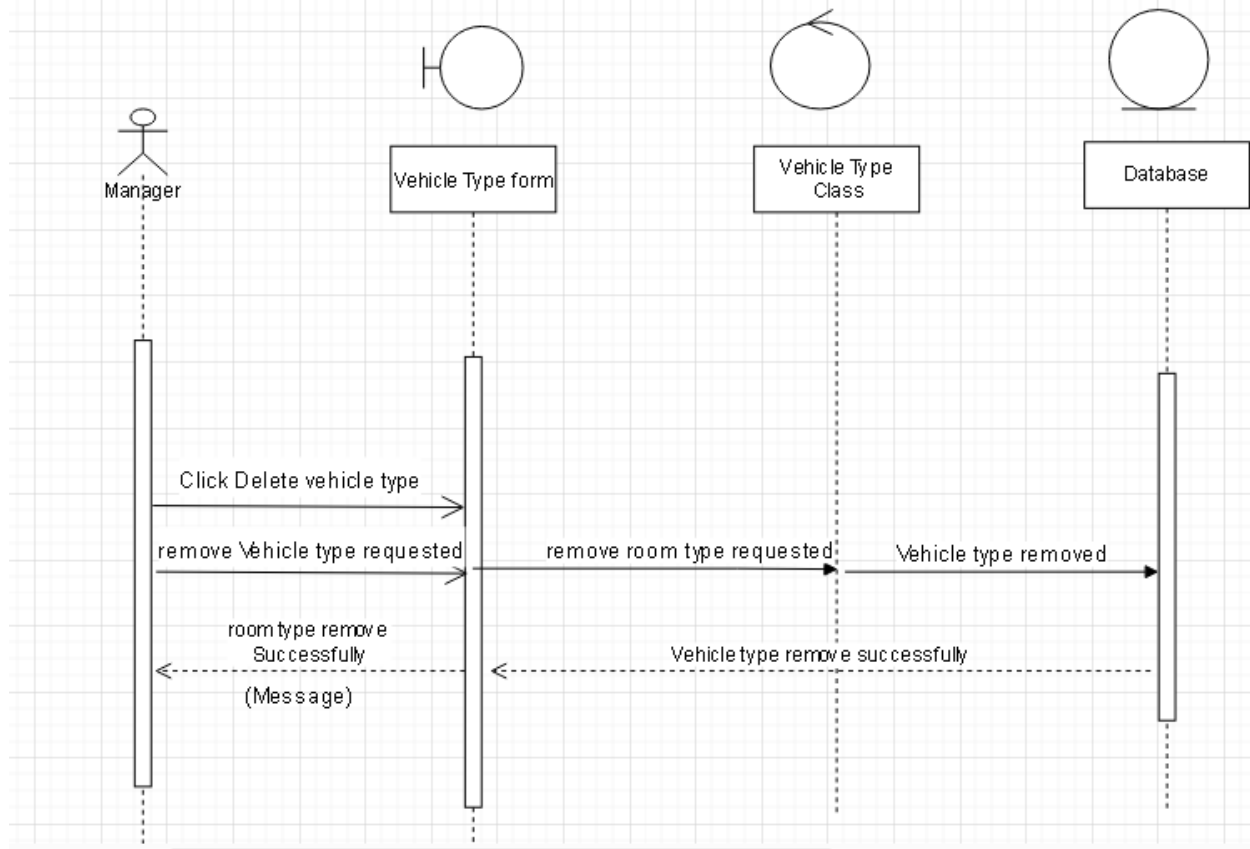 Manager
Vehicle Type form
Vehicle Type
Class
Database
Click Delete vehicle type
remove Vehicle type requested
remove room type requested
Vehicle type removed
room type remove
Successfully
(Message)
Vehicle type remove successfully